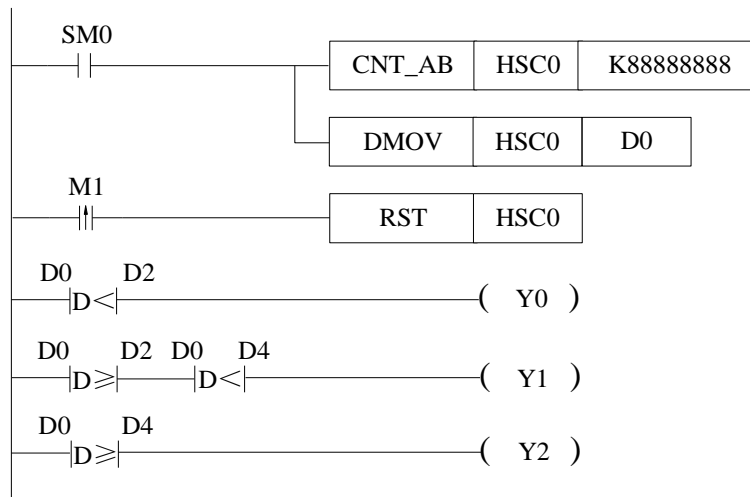 SM0
CNT_AB HSC0 K88888888
DMOV HSC0 D0
M1
RST HSC0
D0 D2
D< ( Y0 )
D0 D2 D0 D4
D≥ D< ( Y1 )
D0 D4
D≥ ( Y2 )